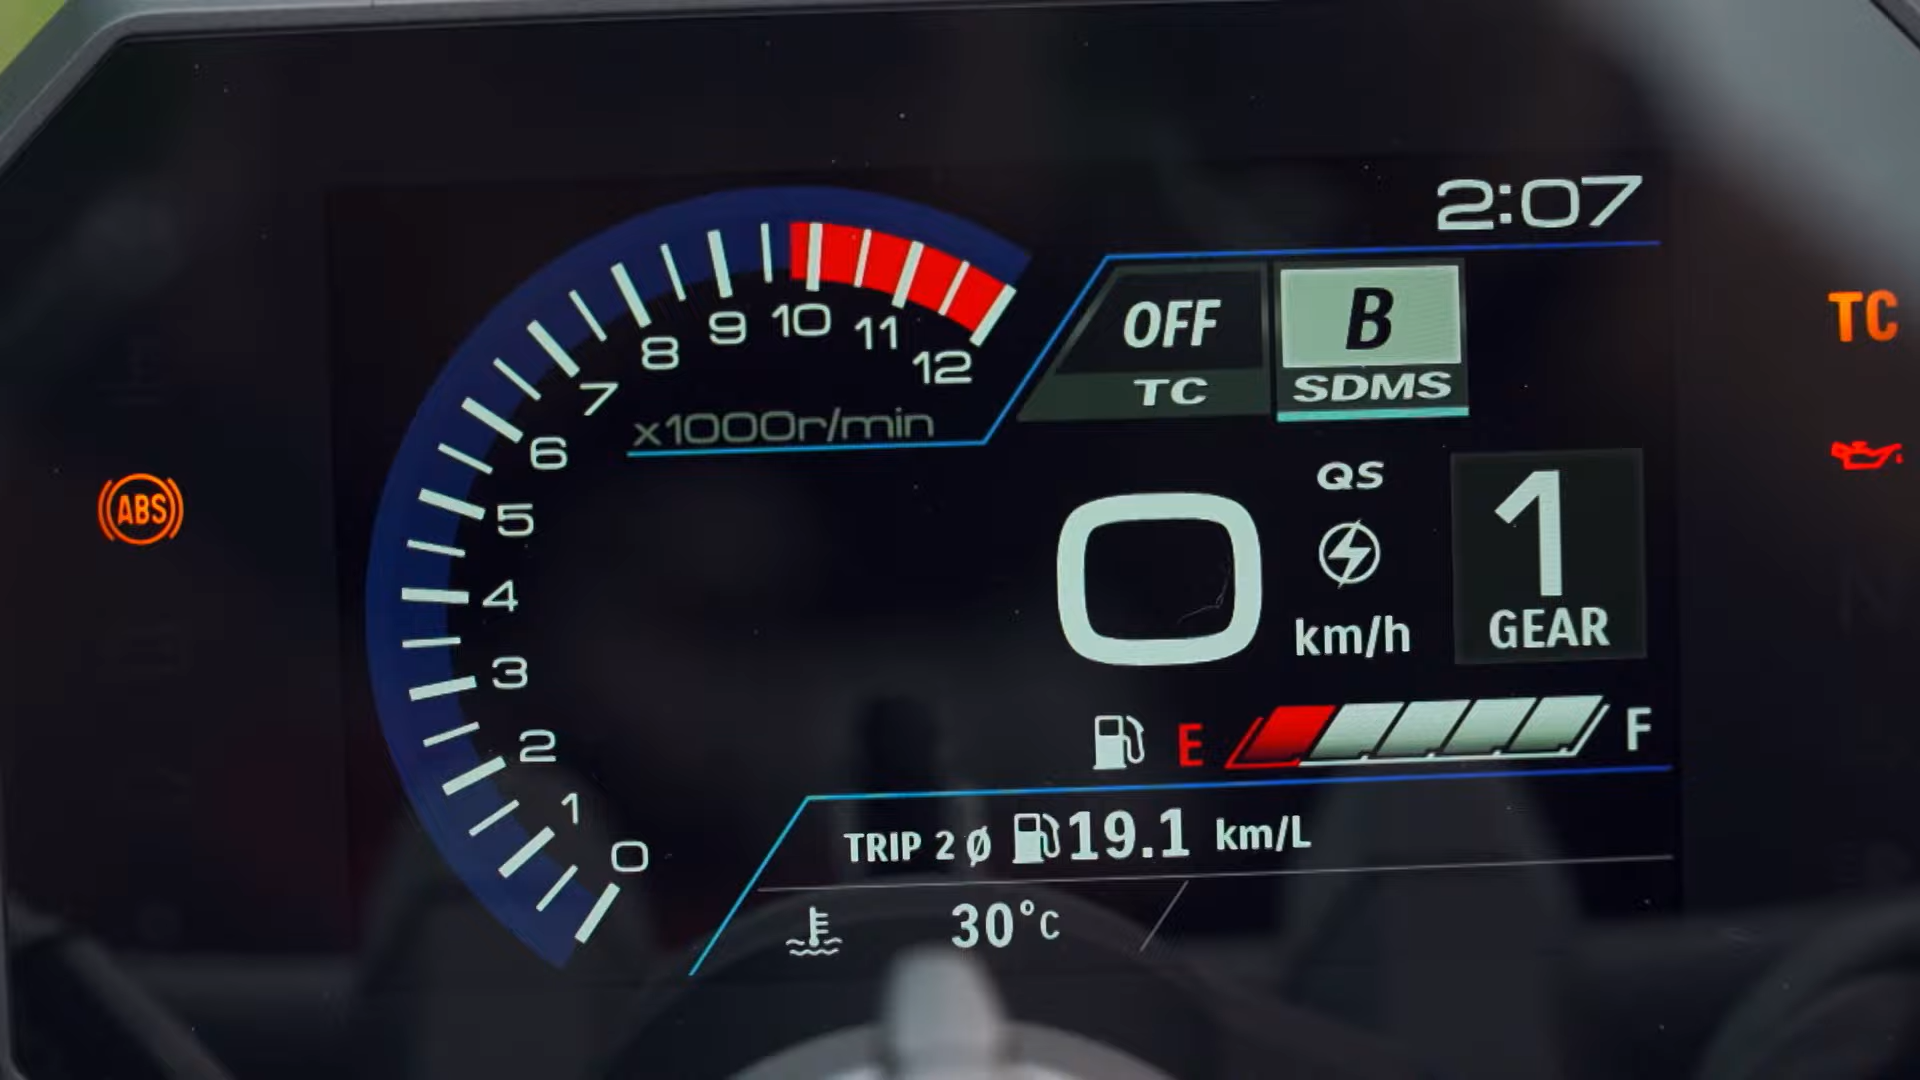 2:07
OFF
TC
B
SDMS
TC
8 9 10 11 12
7
x1000r/min
6
5
4
3
2
1
0
ABS
0
QS
km/h
1
GEAR
E
F
TRIP 2 Ø 19.1 km/L
30°C